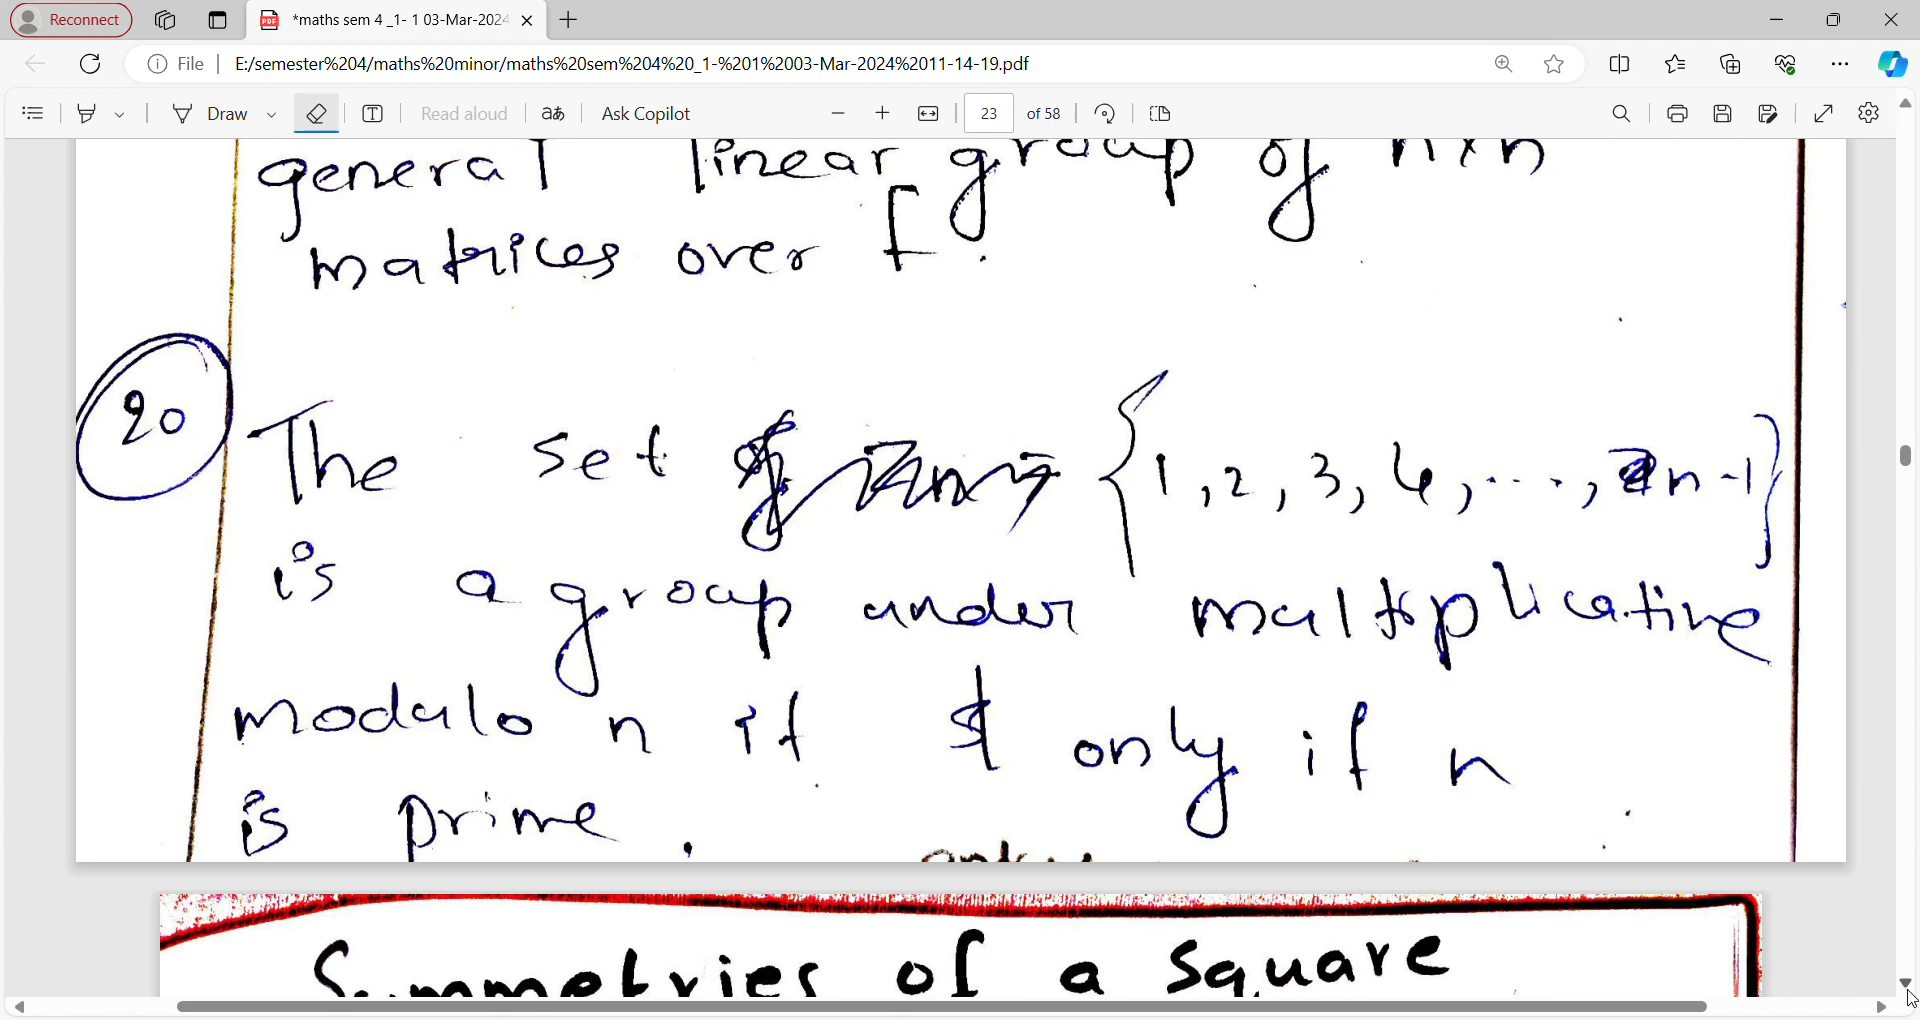 Reconnect
*maths sem 4 _1- 1 03-Mar-2024
File
E:/semester%204/maths%20minor/maths%20sem%204%20_1-%201%2003-Mar-2024%2011-14-19.pdf
Draw
Read aloud
aあ
Ask Copilot
23
of 58
general linear group of n×n
matrices over F.
20
The set {1, 2, 3, 4, ..., n-1}
is a group under multiplicative
modulo n if & only if n
is prime.
Symmetries of a square